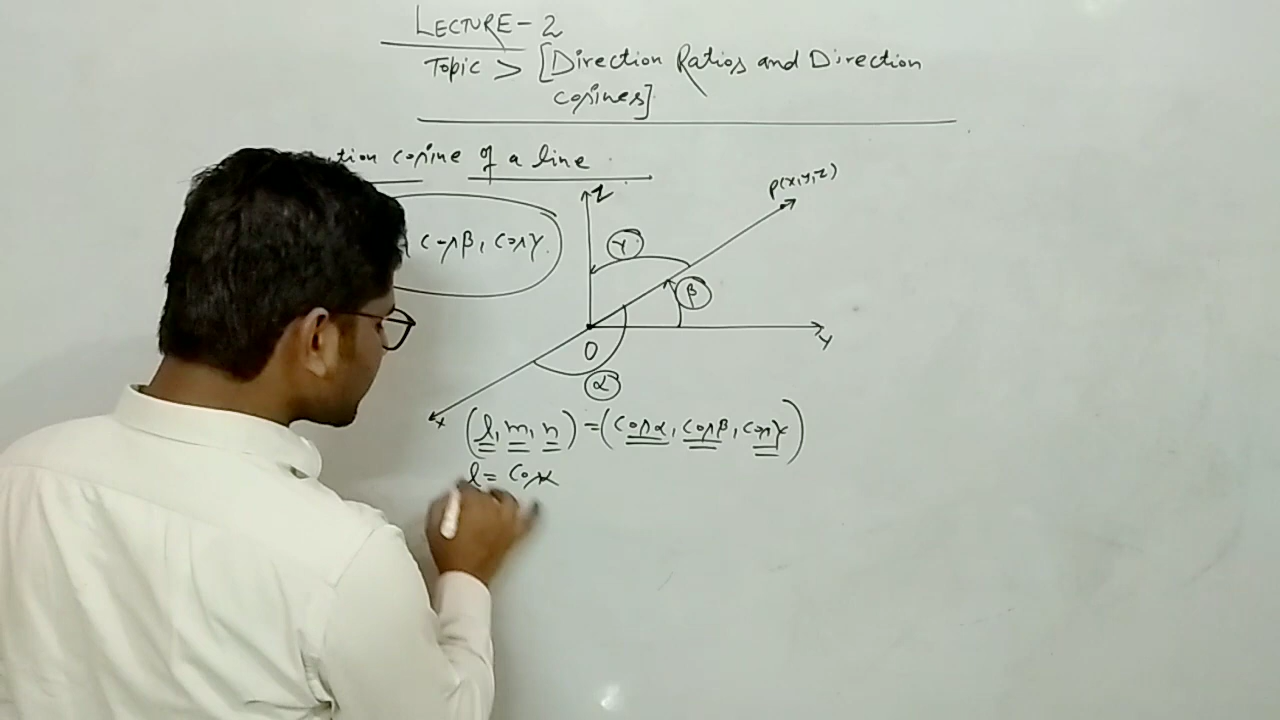 LECTURE-2
Topic > [Direction Ratios and Direction
cosines]
tion cosine of a line
cosβ, cosγ
Z
P(x,y,z)
γ
β
y
O
α
x
(l, m, n) = (cosα, cosβ, cosγ)
l = cosα